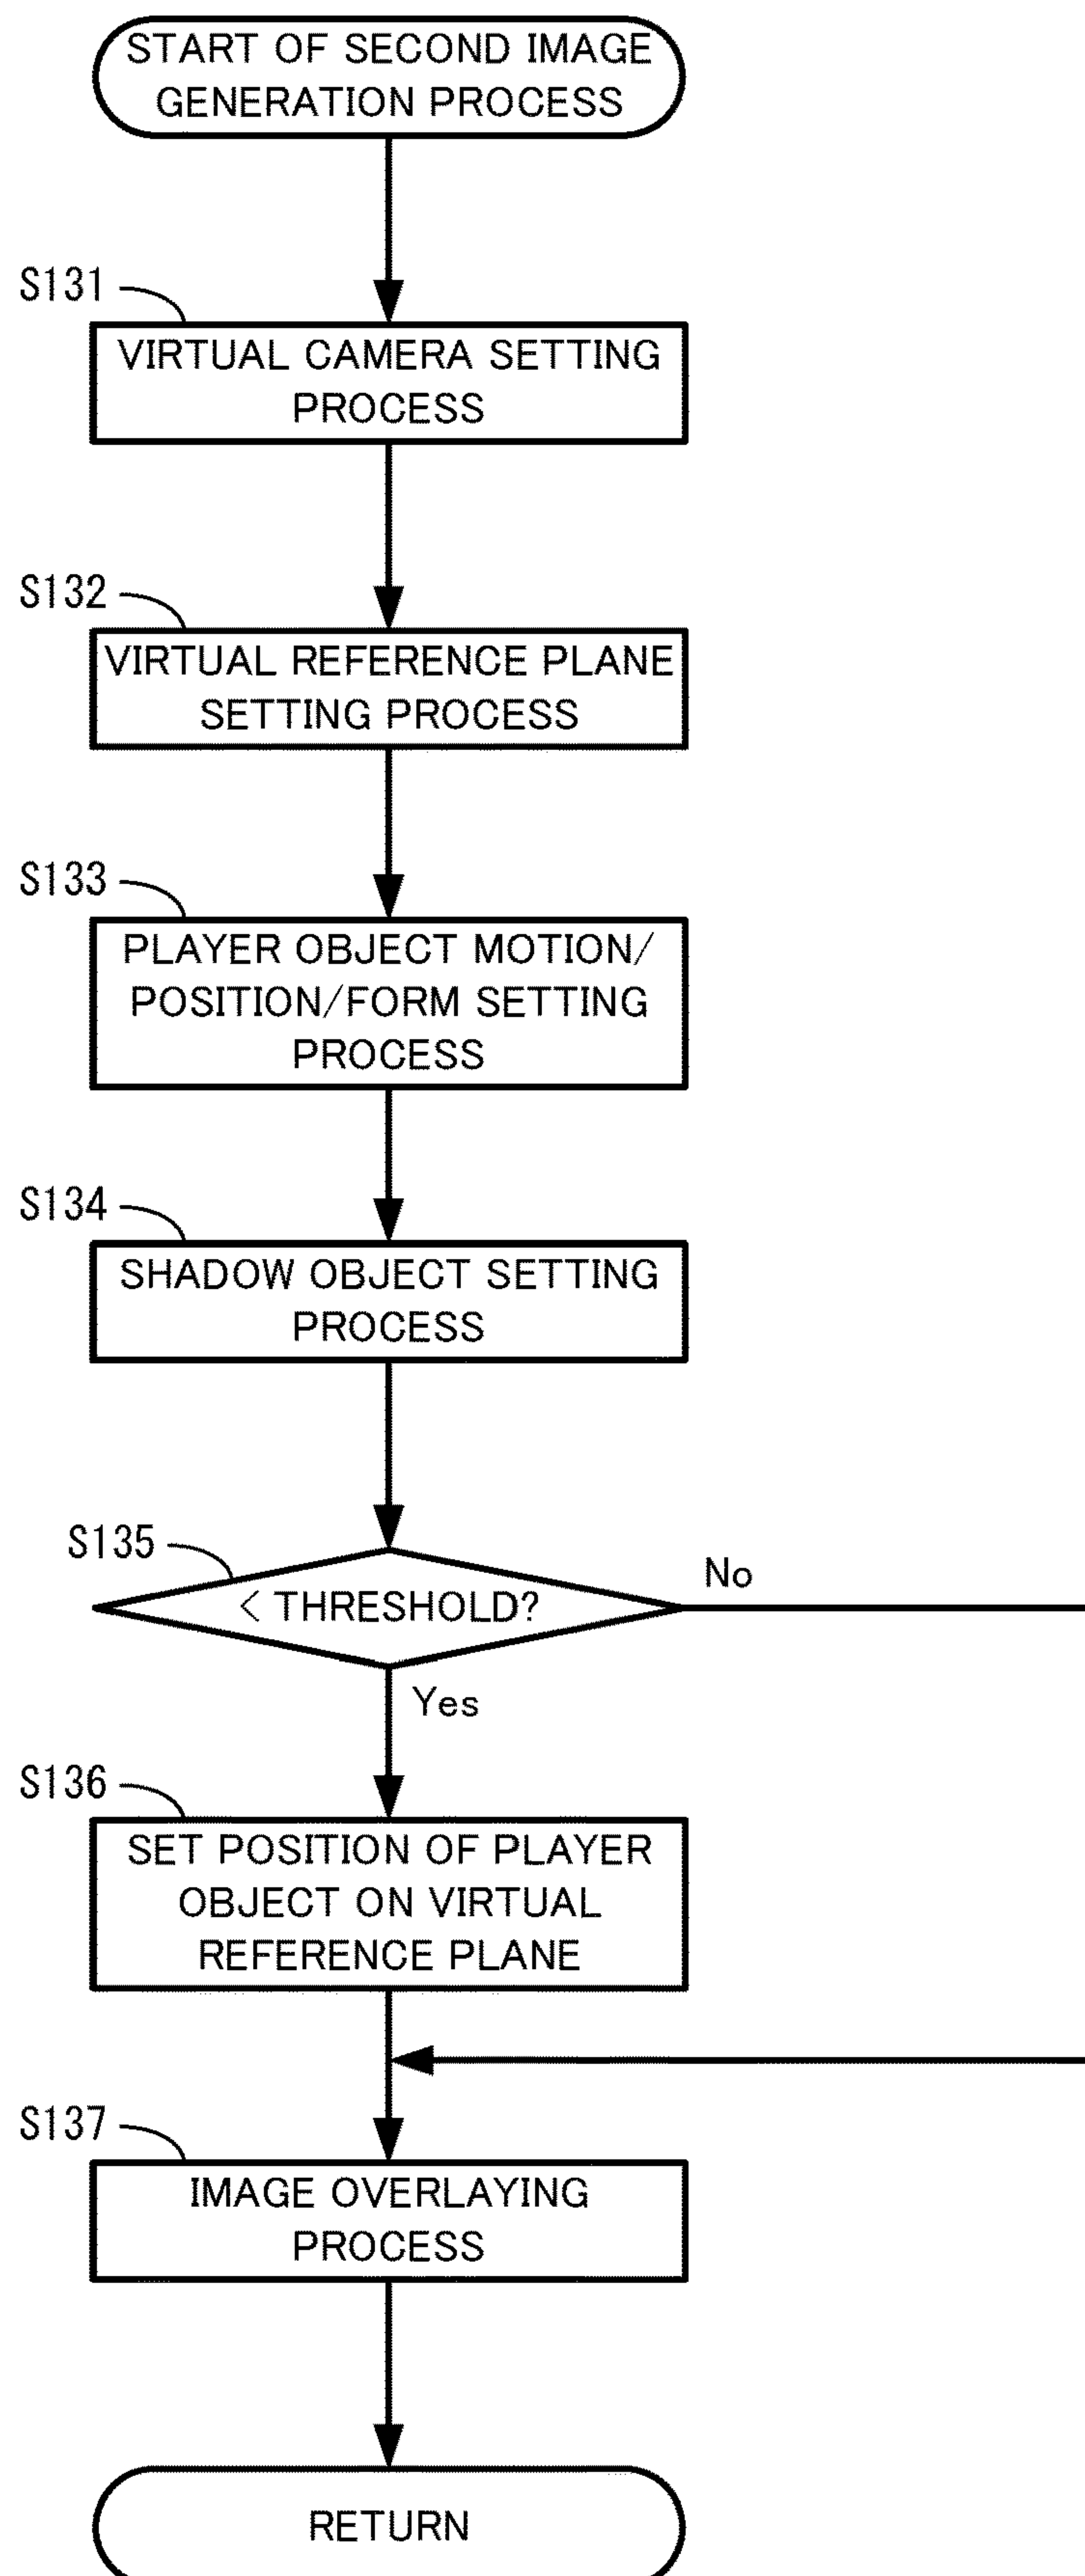 START OF SECOND IMAGE
GENERATION PROCESS
S131
VIRTUAL CAMERA SETTING
PROCESS
S132
VIRTUAL REFERENCE PLANE
SETTING PROCESS
S133
PLAYER OBJECT MOTION/
POSITION/FORM SETTING
PROCESS
S134
SHADOW OBJECT SETTING
PROCESS
S135
< THRESHOLD?
No
Yes
S136
SET POSITION OF PLAYER
OBJECT ON VIRTUAL
REFERENCE PLANE
S137
IMAGE OVERLAYING
PROCESS
RETURN